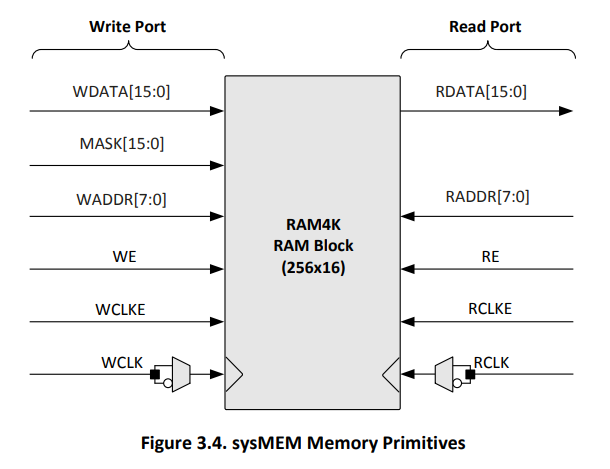 Write Port
Read Port
WDATA[15:0]
RDATA[15:0]
MASK[15:0]
WADDR[7:0]
RADDR[7:0]
RAM4K
RAM Block
(256x16)
WE
RE
WCLKE
RCLKE
WCLK
RCLK
Figure 3.4. sysMEM Memory Primitives